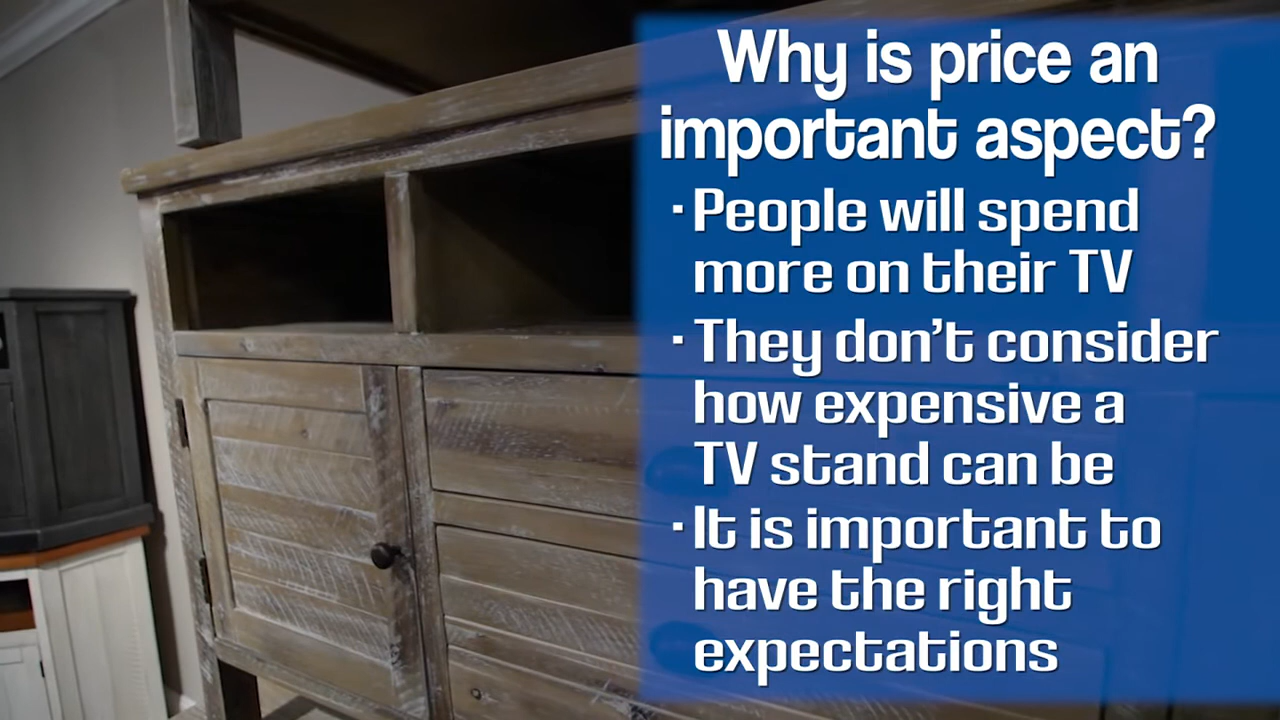 Why is price an
important aspect?
· People will spend
more on their TV
· They don't consider
how expensive a
TV stand can be
· It is important to
have the right
expectations